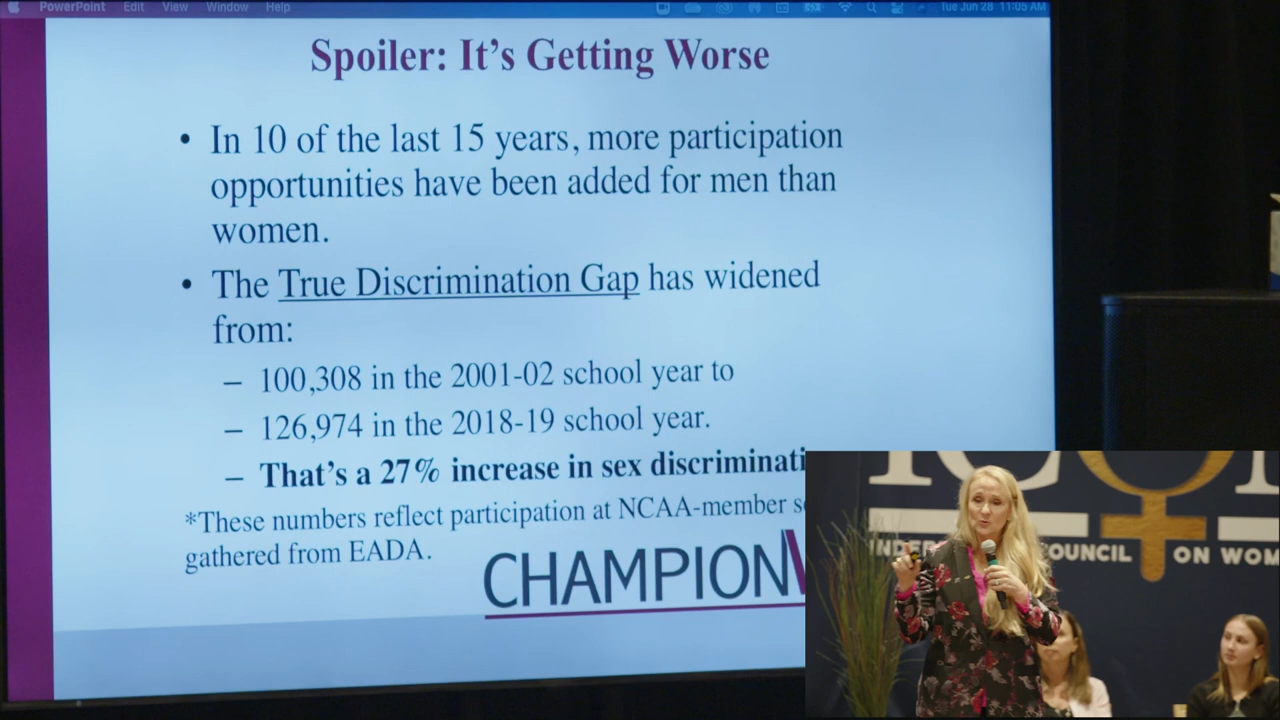 PowerPoint Edit View Window Help Tue Jun 28 11:05 AM
Spoiler: It's Getting Worse
• In 10 of the last 15 years, more participation
opportunities have been added for men than
women.
• The True Discrimination Gap has widened
from:
– 100,308 in the 2001-02 school year to
– 126,974 in the 2018-19 school year.
– That's a 27% increase in sex discriminati
*These numbers reflect participation at NCAA-member s
gathered from EADA.
CHAMPION
ICO
COUNCIL ON WOM